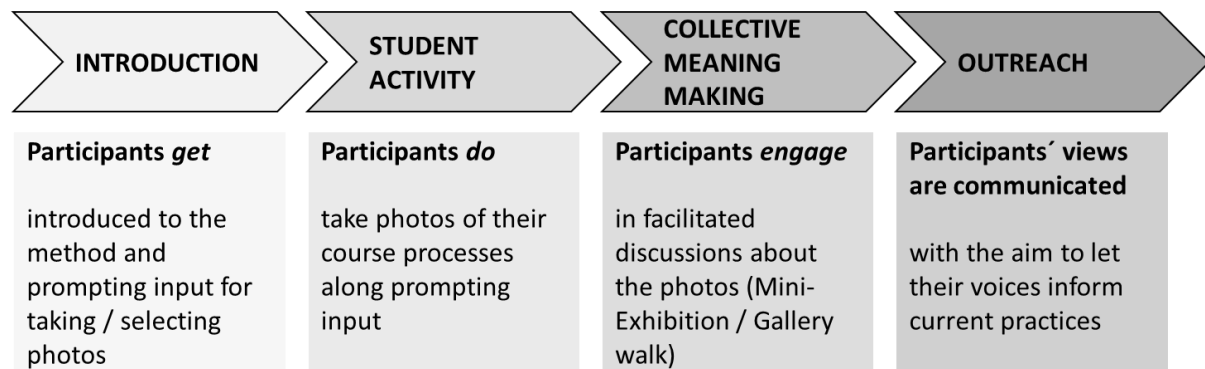 INTRODUCTION
STUDENT
ACTIVITY
COLLECTIVE
MEANING
MAKING
OUTREACH
Participants get
introduced to the
method and
prompting input for
taking / selecting
photos
Participants do
take photos of their
course processes
along prompting
input
Participants engage
in facilitated
discussions about
the photos (Mini-
Exhibition / Gallery
walk)
Participants´ views
are communicated
with the aim to let
their voices inform
current practices